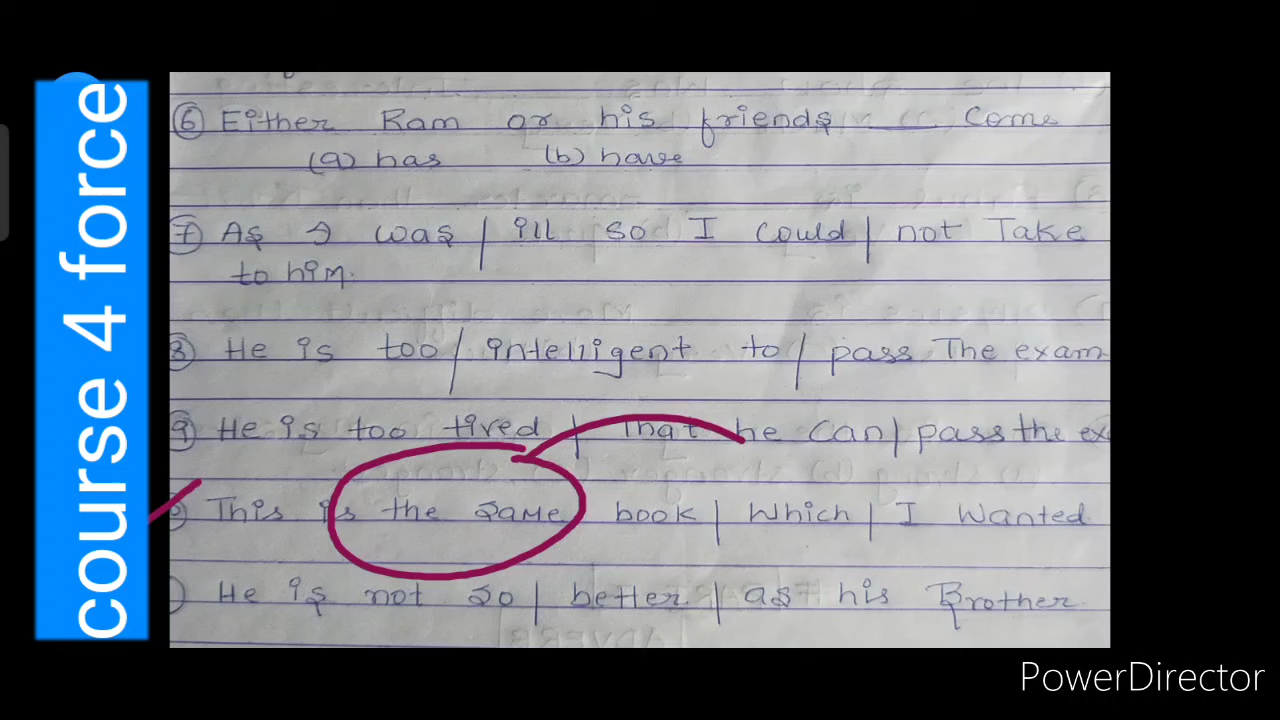 course 4 force
⑥ Either Ram or his friends ____ Come
(a) has (b) have
⑦ As I was / ill so I could / not Take
to him.
⑧ He is too / intelligent to / pass The exam
⑨ He is too tired / That he Can / pass the ex
This is the same book / Which / I Wanted
He is not so / better / as his Brother.
PowerDirector